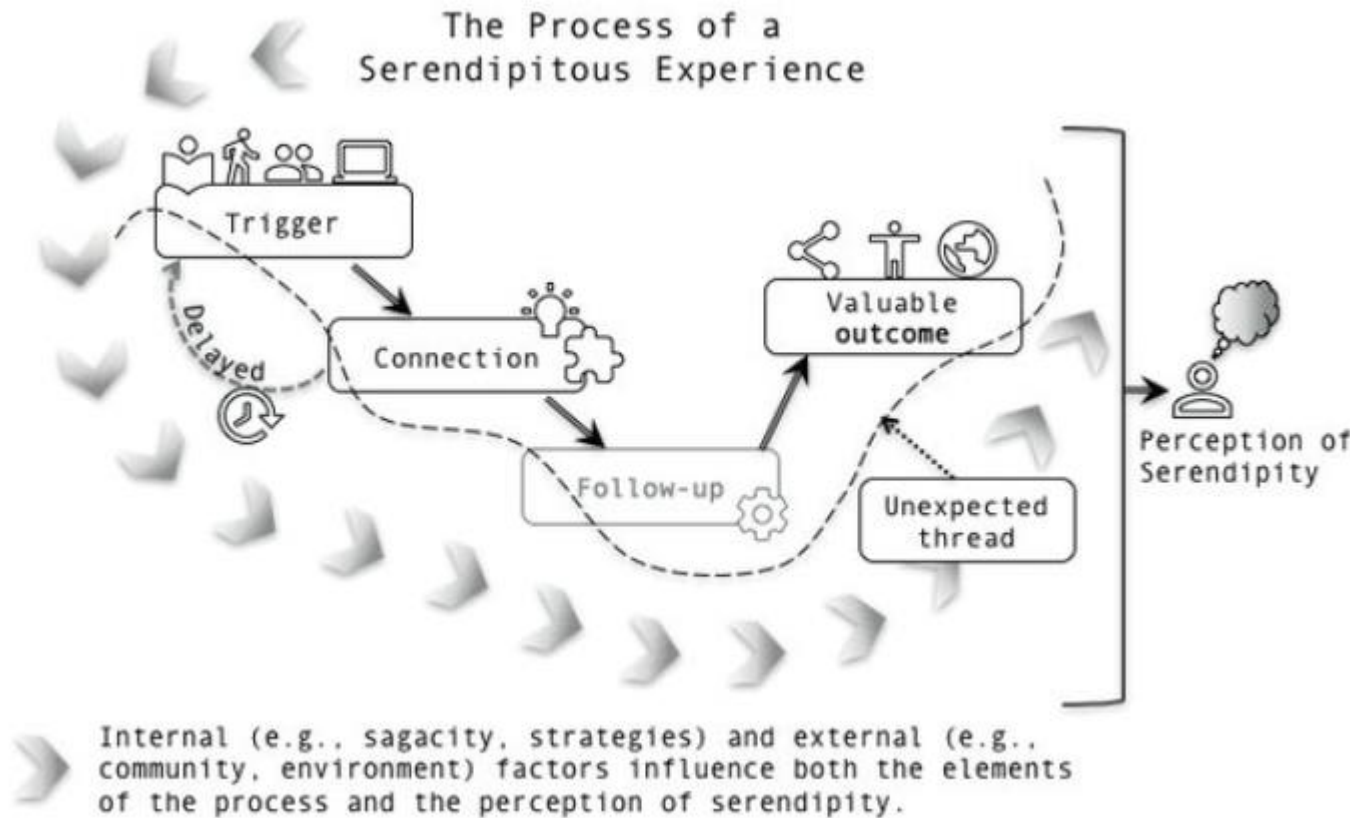 The Process of a
Serendipitous Experience
Trigger
Delayed
Connection
Follow-up
Valuable
outcome
Unexpected
thread
Perception of
Serendipity
Internal (e.g., sagacity, strategies) and external (e.g.,
community, environment) factors influence both the elements
of the process and the perception of serendipity.